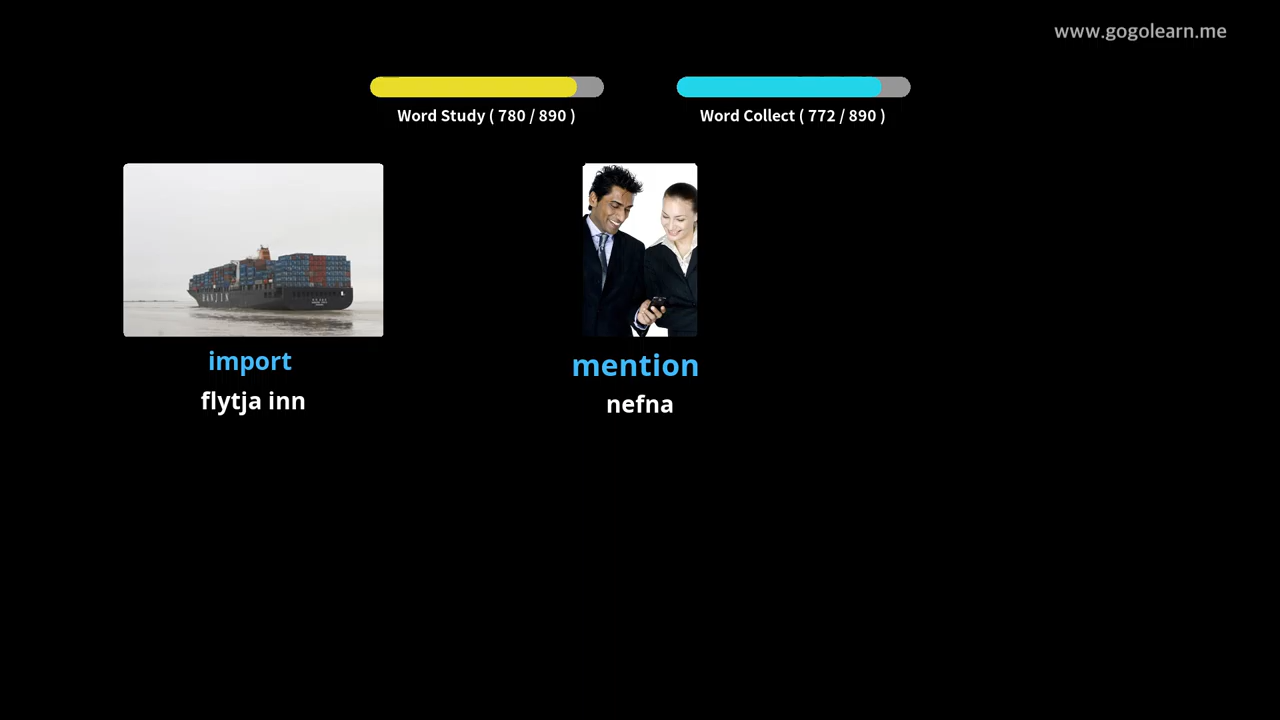 www.gogolearn.me
Word Study ( 780 / 890 )
Word Collect ( 772 / 890 )
import
flytja inn
mention
nefna